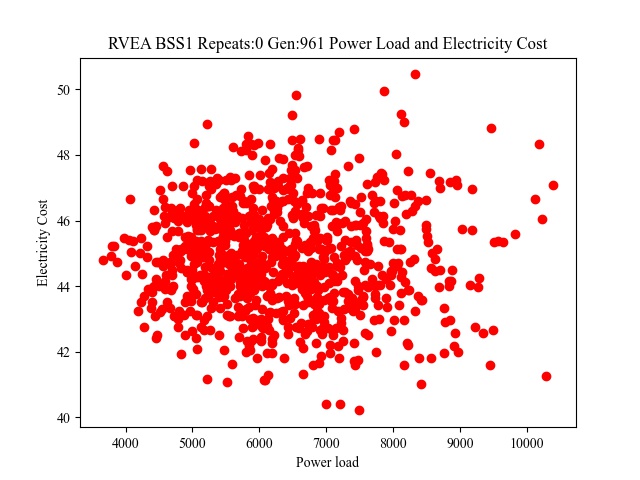 RVEA BSS1 Repeats:0 Gen:961 Power Load and Electricity Cost
50
48
46
44
42
40
Electricity Cost
4000 5000 6000 7000 8000 9000 10000
Power load